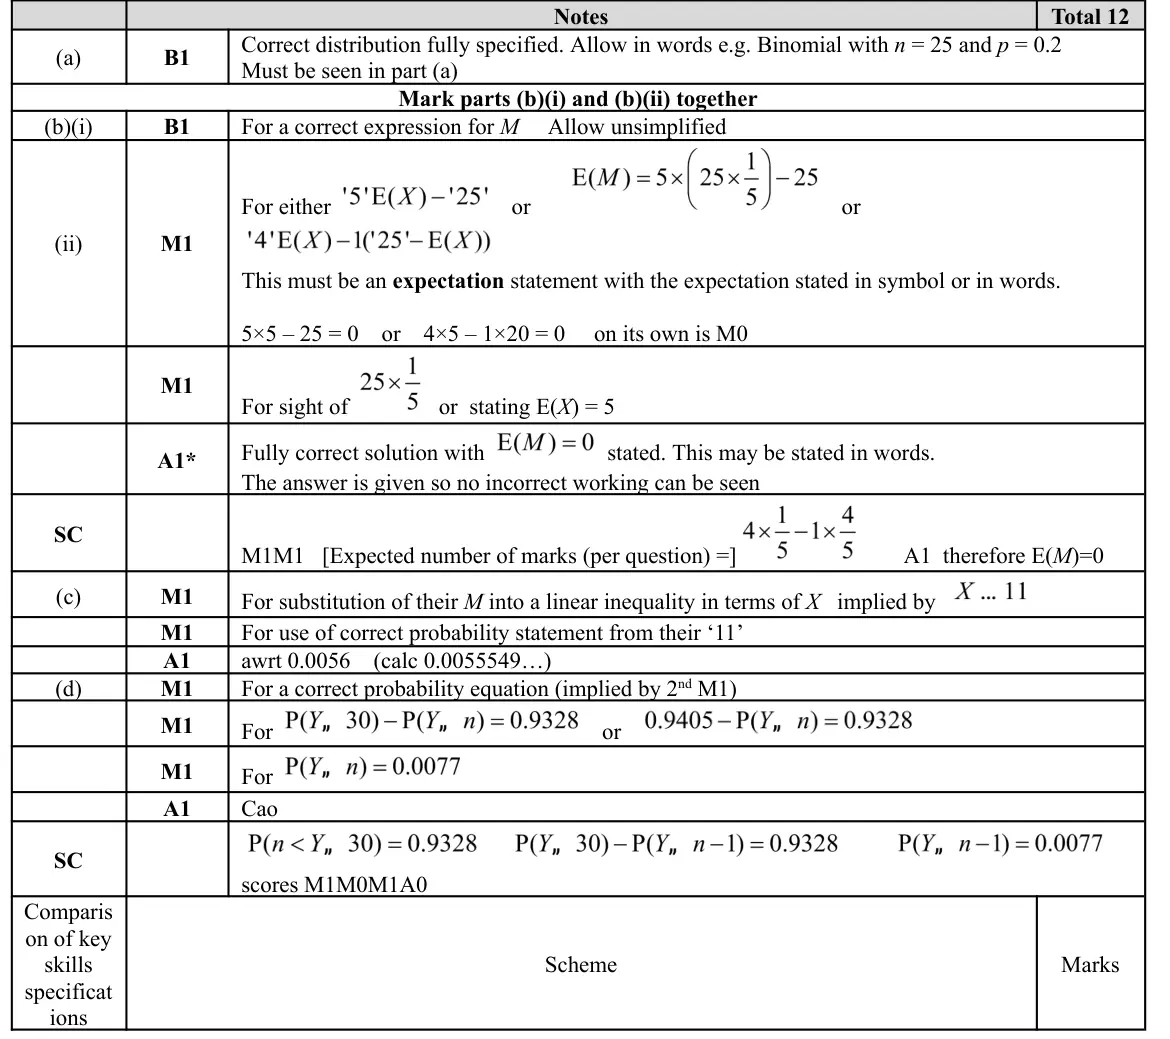 Notes Total 12
(a) B1 Correct distribution fully specified. Allow in words e.g. Binomial with n = 25 and p = 0.2
Must be seen in part (a)
Mark parts (b)(i) and (b)(ii) together
(b)(i) B1 For a correct expression for M Allow unsimplified
(ii) M1 For either '5'E(X) – '25' or E(M) = 5 × (25 × 1/5) – 25 or
'4'E(X) – 1('25' – E(X))
This must be an expectation statement with the expectation stated in symbol or in words.
5×5 – 25 = 0 or 4×5 – 1×20 = 0 on its own is M0
M1 For sight of 25 × 1/5 or stating E(X) = 5
A1* Fully correct solution with E(M) = 0 stated. This may be stated in words.
The answer is given so no incorrect working can be seen
SC M1M1 [Expected number of marks (per question) =] 4 × 1/5 – 1 × 4/5 A1 therefore E(M)=0
(c) M1 For substitution of their M into a linear inequality in terms of X implied by X ... 11
M1 For use of correct probability statement from their ‘11’
A1 awrt 0.0056 (calc 0.0055549…)
(d) M1 For a correct probability equation (implied by 2nd M1)
M1 For P(Y„ 30) – P(Y„ n) = 0.9328 or 0.9405 – P(Y„ n) = 0.9328
M1 For P(Y„ n) = 0.0077
A1 Cao
SC P(n < Y„ 30) = 0.9328 P(Y„ 30) – P(Y„ n – 1) = 0.9328 P(Y„ n – 1) = 0.0077
scores M1M0M1A0
Comparis
on of key
skills
specificat
ions
Scheme Marks